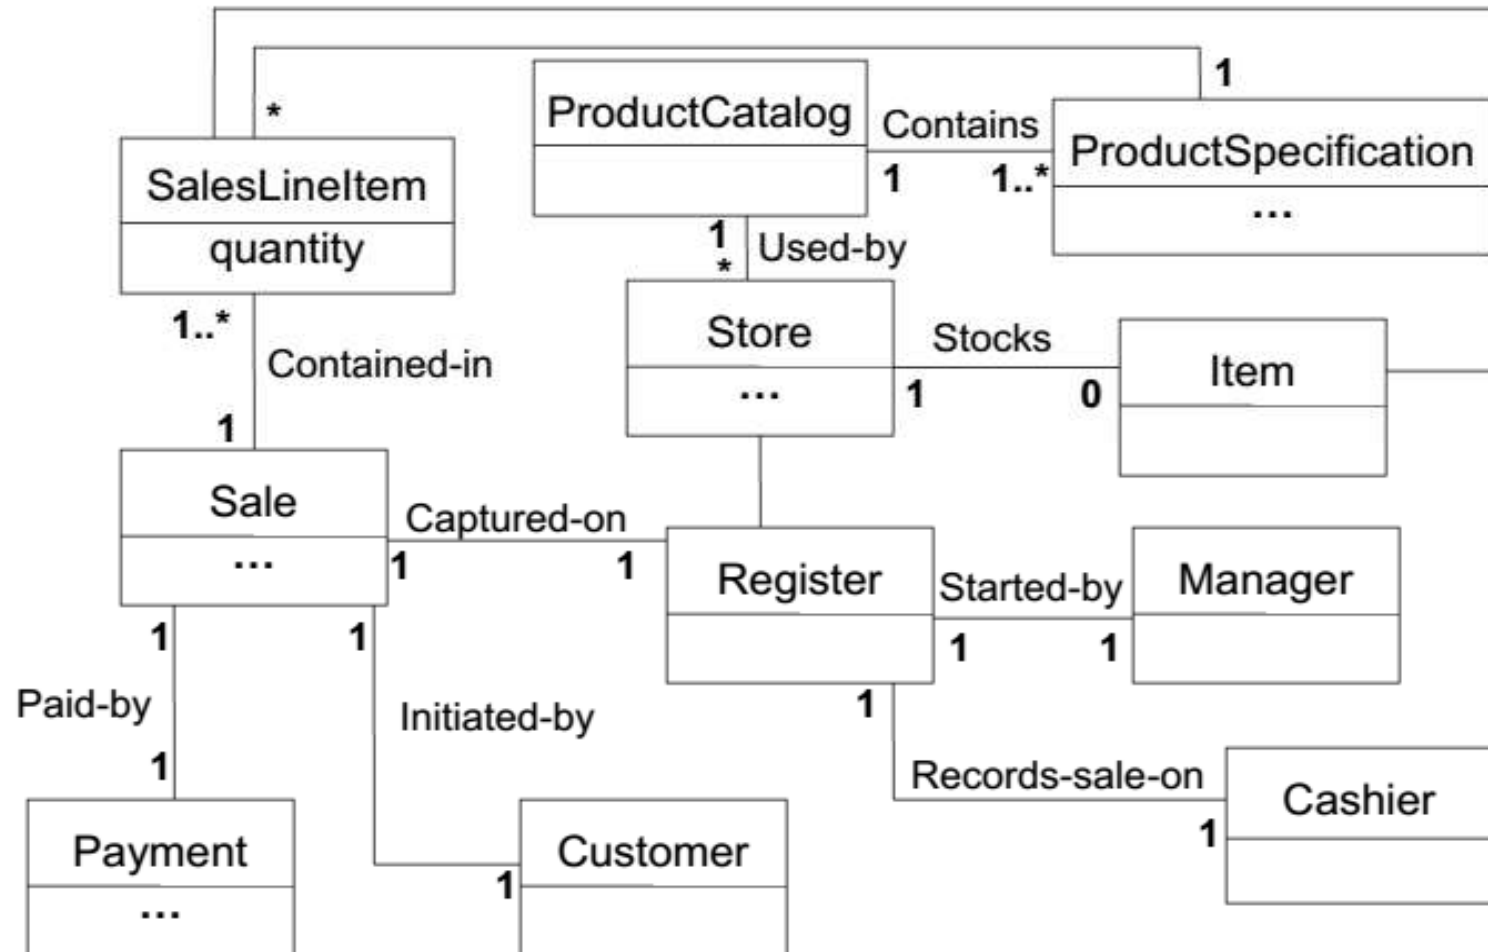 1
*
ProductCatalog
Contains
ProductSpecification
1
1..*
...
SalesLineItem
quantity
1
*
Used-by
1..*
Contained-in
Store
...
Stocks
1
0
Item
1
Sale
...
Captured-on
1
1
Register
Started-by
1
1
Manager
1
1
Paid-by
1
Initiated-by
1
1
Records-sale-on
1
Cashier
Payment
...
Customer